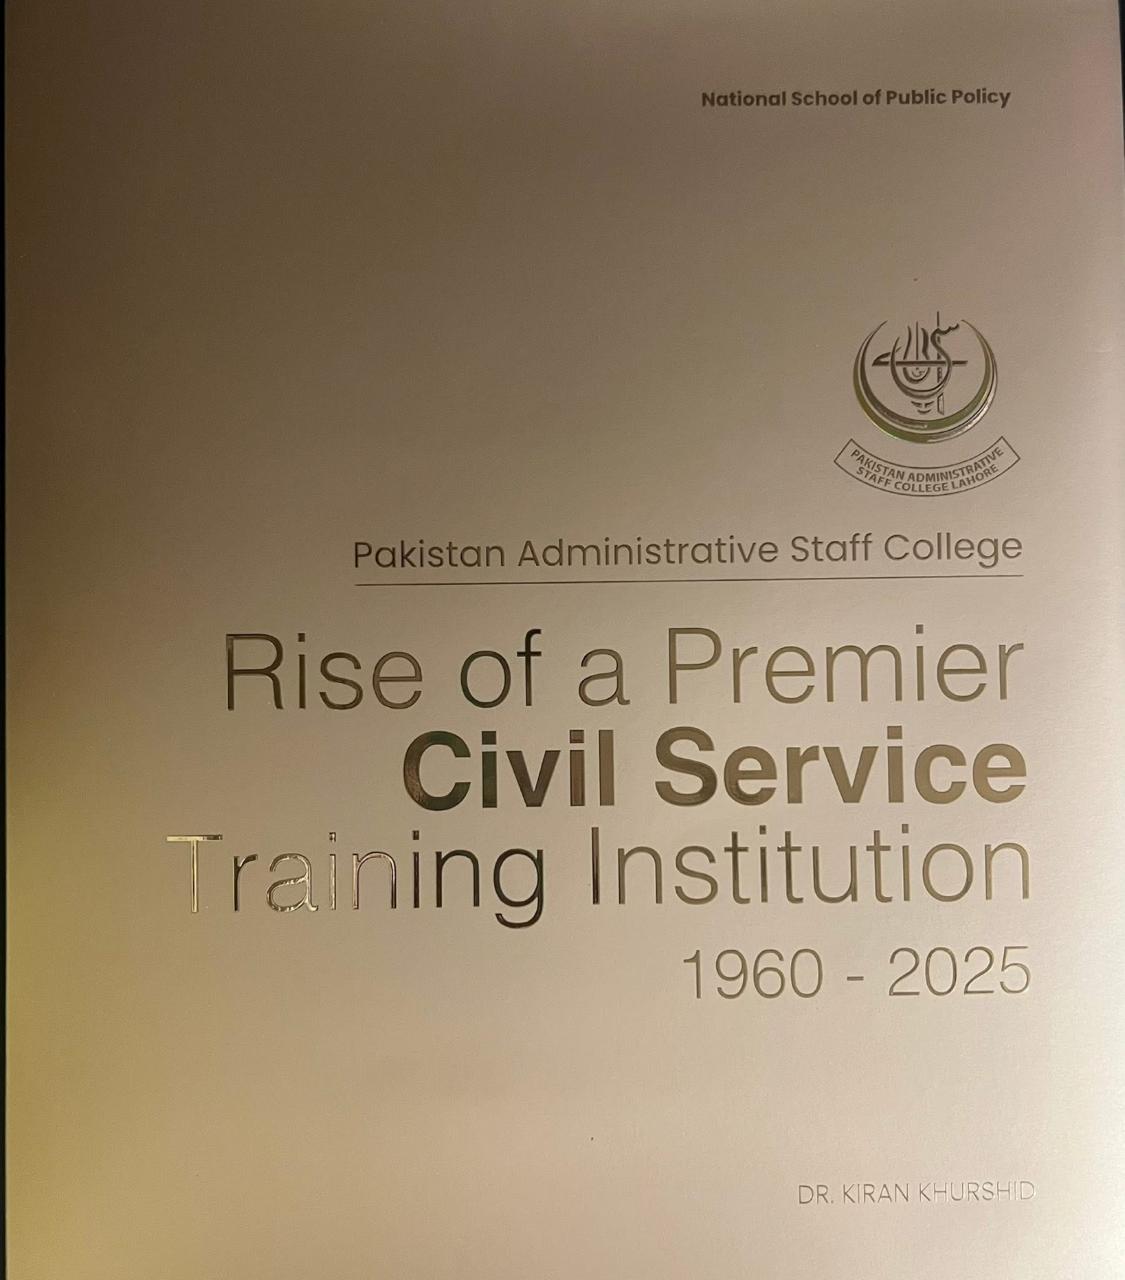 National School of Public Policy
PAKISTAN ADMINISTRATIVE
STAFF COLLEGE LAHORE
Pakistan Administrative Staff College
Rise of a Premier
Civil Service
Training Institution
1960 - 2025
DR. KIRAN KHURSHID